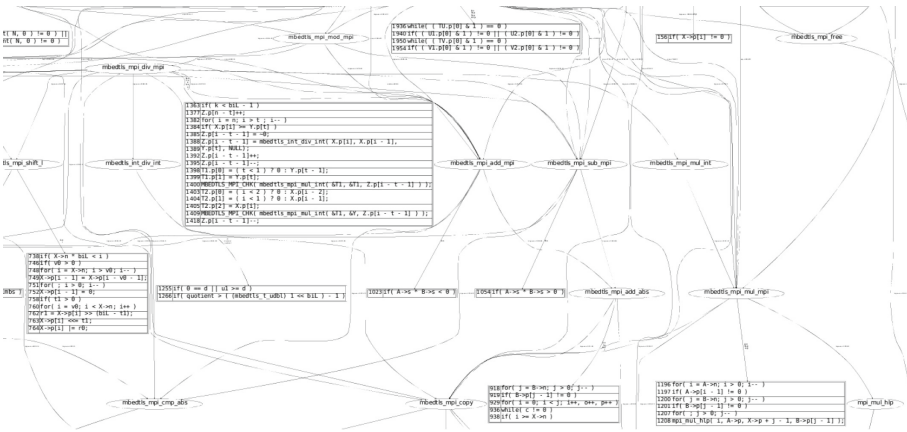 t( N, 0 ) != 0 ) ||
nt( N, 0 ) != 0 )
mbedtls_mpi_mod_mpi
1936 while( ( TU.p[0] & 1 ) == 0 )
1940 if( ( U1.p[0] & 1 ) != 0 || ( U2.p[0] & 1 ) != 0 )
1950 while( ( TV.p[0] & 1 ) == 0 )
1954 if( ( V1.p[0] & 1 ) != 0 || ( V2.p[0] & 1 ) != 0 )
156 if( X->p[i] != 0 )
mbedtls_mpi_free
mbedtls_mpi_div_mpi
1363 if( k < biL - 1 )
1377 Z.p[n - t]++;
1382 for( i = n; i > t ; i-- )
1384 if( X.p[i] >= Y.p[t] )
1385 Z.p[i - t - 1] = ~0;
1388 Z.p[i - t - 1] = mbedtls_int_div_int( X.p[i], X.p[i - 1],
1389 Y.p[t], NULL);
1392 Z.p[i - t - 1]++;
1395 Z.p[i - t - 1]--;
1398 T1.p[0] = ( t < 1 ) ? 0 : Y.p[t - 1];
1399 T1.p[1] = Y.p[t];
1400 MBEDTLS_MPI_CHK( mbedtls_mpi_mul_int( &T1, &T1, Z.p[i - t - 1] ) );
1403 T2.p[0] = ( i < 2 ) ? 0 : X.p[i - 2];
1404 T2.p[1] = ( i < 1 ) ? 0 : X.p[i - 1];
1405 T2.p[2] = X.p[i];
1409 MBEDTLS_MPI_CHK( mbedtls_mpi_mul_int( &T1, &Y, Z.p[i - t - 1] ) );
1418 Z.p[i - t - 1]--;
tls_mpi_shift_l
mbedtls_int_div_int
mbedtls_mpi_add_mpi
mbedtls_mpi_sub_mpi
mbedtls_mpi_mul_int
738 if( X->n * biL < i )
746 if( v0 > 0 )
748 for( i = X->n; i > v0; i-- )
749 X->p[i - 1] = X->p[i - v0 - 1];
751 for( ; i > 0; i-- )
752 X->p[i - 1] = 0;
758 if( t1 > 0 )
760 for( i = v0; i < X->n; i++ )
762 r1 = X->p[i] >> (biL - t1);
763 X->p[i] <<= t1;
764 X->p[i] |= r0;
1255 if( 0 == d || u1 >= d )
1266 if( quotient > ( (mbedtls_t_udbl) 1 << biL ) - 1 )
1023 if( A->s * B->s < 0 )
1054 if( A->s * B->s > 0 )
mbedtls_mpi_add_abs
mbedtls_mpi_mul_mpi
mbedtls_mpi_cmp_abs
mbedtls_mpi_copy
918 for( j = B->n; j > 0; j-- )
919 if( B->p[j - 1] != 0 )
929 for( i = 0; i < j; i++, o++, p++ )
936 while( c != 0 )
938 if( i >= X->n )
1196 for( i = A->n; i > 0; i-- )
1197 if( A->p[i - 1] != 0 )
1200 for( j = B->n; j > 0; j-- )
1201 if( B->p[j - 1] != 0 )
1207 for( ; j > 0; j-- )
1208 mpi_mul_hlp( i, A->p, X->p + j - 1, B->p[j - 1] );
mpi_mul_hlp